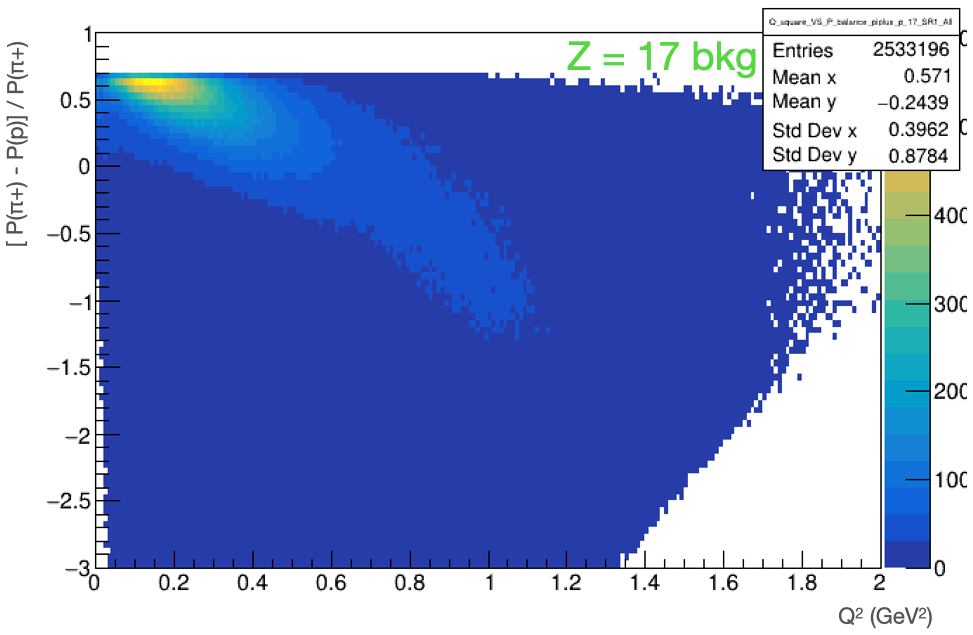 Q_square_VS_P_balance_piplus_p_17_SR1_All
Entries 2533196
Mean x 0.571
Mean y −0.2439
Std Dev x 0.3962
Std Dev y 0.8784
Z = 17 bkg
[ P(π+) - P(p)] / P(π+)
1
0.5
0
−0.5
−1
−1.5
−2
−2.5
−3
0 0.2 0.4 0.6 0.8 1 1.2 1.4 1.6 1.8 2
Q² (GeV²)
400
300
200
100
0